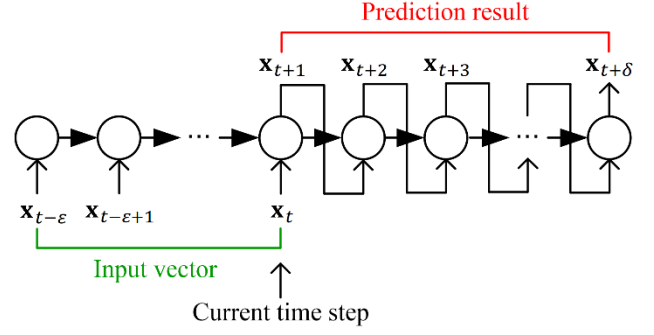 Prediction result
x_{t+1} x_{t+2} x_{t+3} x_{t+δ}
... ...
x_{t−ε} x_{t−ε+1} x_t
Input vector
Current time step